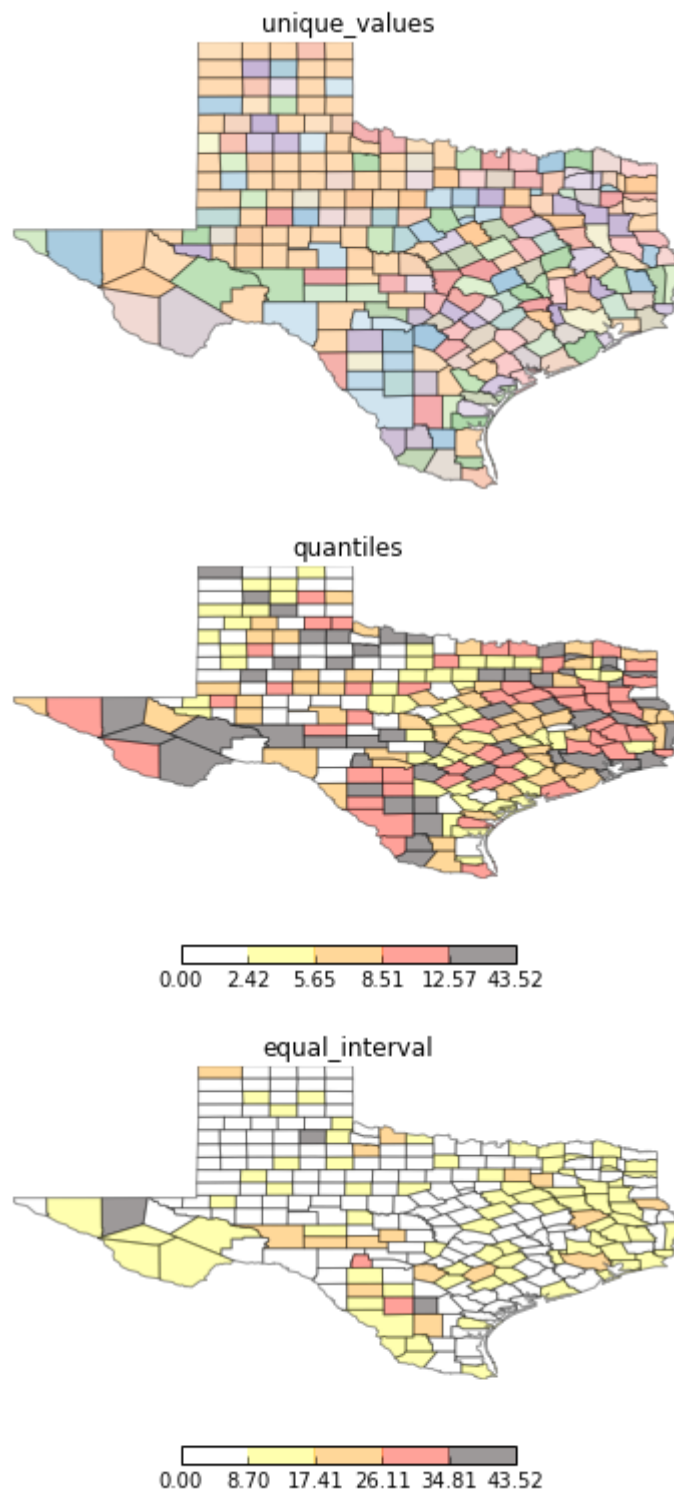 unique_values
quantiles
0.00 2.42 5.65 8.51 12.57 43.52
equal_interval
0.00 8.70 17.41 26.11 34.81 43.52